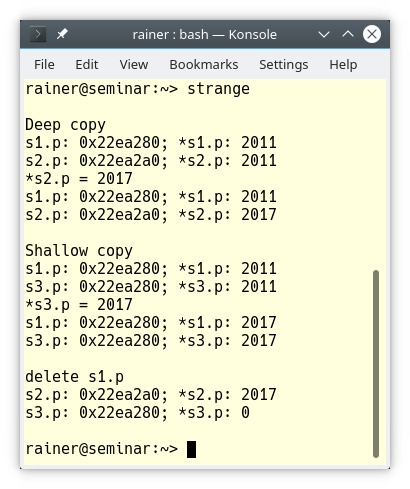 rainer : bash — Konsole
File Edit View Bookmarks Settings Help
rainer@seminar:~> strange
Deep copy
s1.p: 0x22ea280; *s1.p: 2011
s2.p: 0x22ea2a0; *s2.p: 2011
*s2.p = 2017
s1.p: 0x22ea280; *s1.p: 2011
s2.p: 0x22ea2a0; *s2.p: 2017
Shallow copy
s1.p: 0x22ea280; *s1.p: 2011
s3.p: 0x22ea280; *s3.p: 2011
*s3.p = 2017
s1.p: 0x22ea280; *s1.p: 2017
s3.p: 0x22ea280; *s3.p: 2017
delete s1.p
s2.p: 0x22ea2a0; *s2.p: 2017
s3.p: 0x22ea280; *s3.p: 0
rainer@seminar:~>